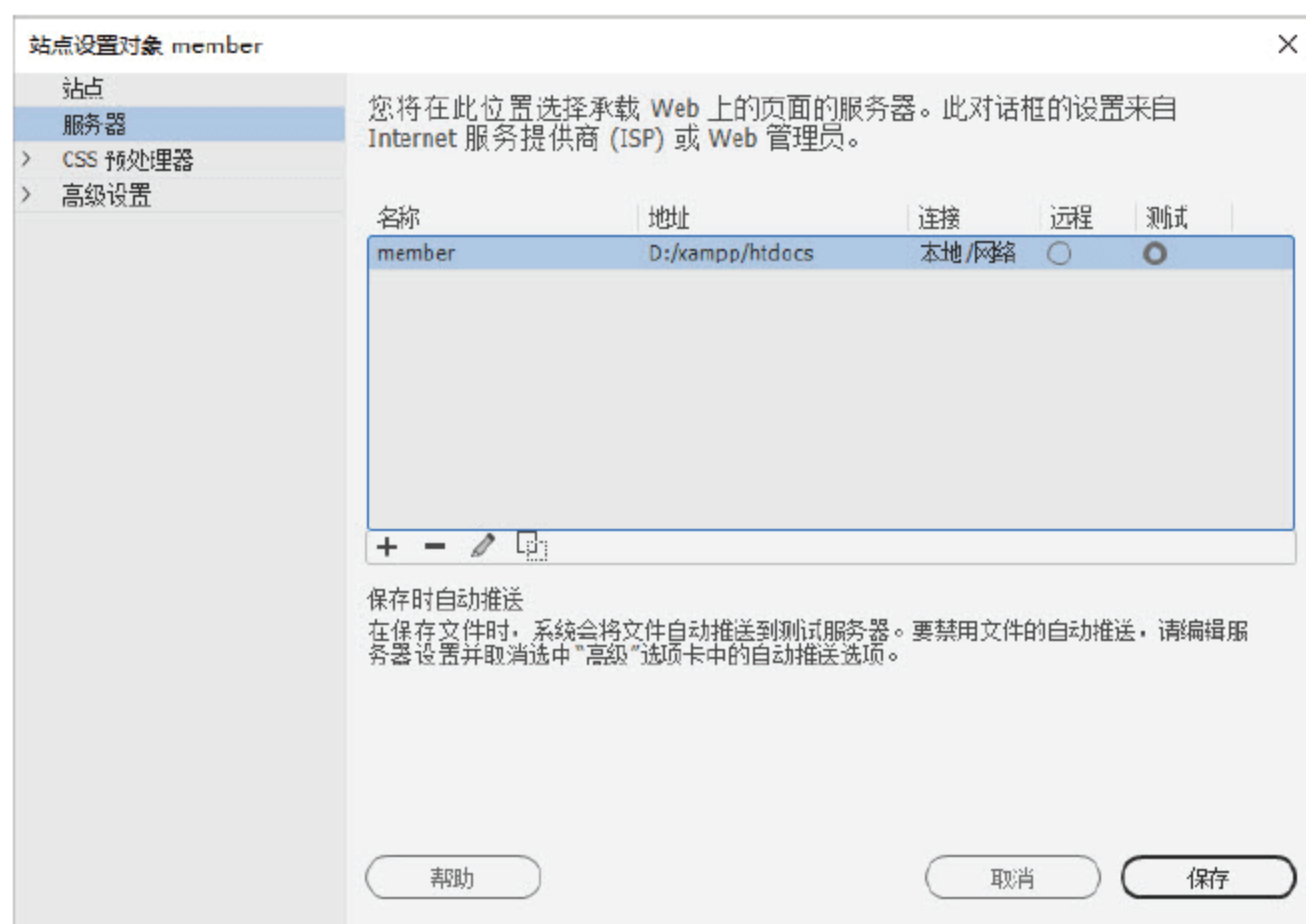 站点设置对象 member
站点
服务器
CSS 预处理器
高级设置
您将在此位置选择承载 Web 上的页面的服务器。此对话框的设置来自
Internet 服务提供商 (ISP) 或 Web 管理员。
名称 地址 连接 远程 测试
member D:/xampp/htdocs 本地/网络
保存时自动推送
在保存文件时，系统会将文件自动推送到测试服务器。要禁用文件的自动推送，请编辑服
务器设置并取消选中“高级”选项卡中的自动推送选项。
帮助 取消 保存